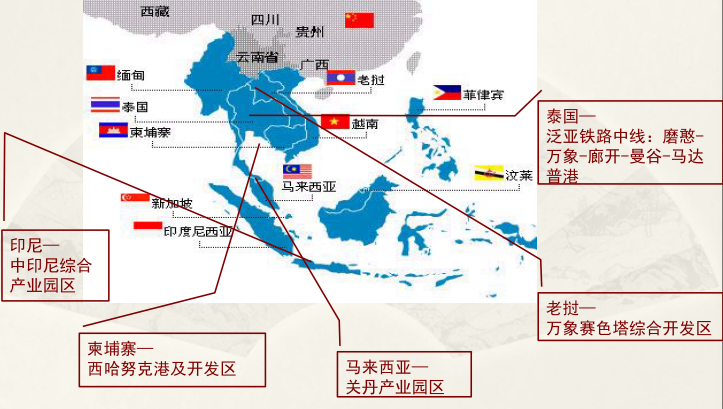 西藏
四川
贵州
云南省
广西
缅甸
老挝
泰国
菲律宾
柬埔寨
越南
马来西亚
汶莱
新加坡
印度尼西亚
泰国—
泛亚铁路中线：磨憨-
万象-廊开-曼谷-马达
普港
印尼—
中印尼综合
产业园区
老挝—
万象赛色塔综合开发区
柬埔寨—
西哈努克港及开发区
马来西亚—
关丹产业园区